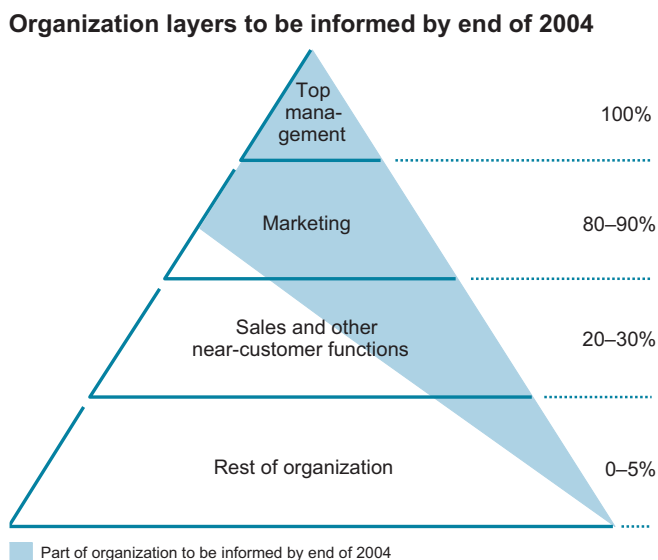 Organization layers to be informed by end of 2004
Top
mana-
gement
100%
Marketing
80–90%
Sales and other
near-customer functions
20–30%
Rest of organization
0–5%
Part of organization to be informed by end of 2004